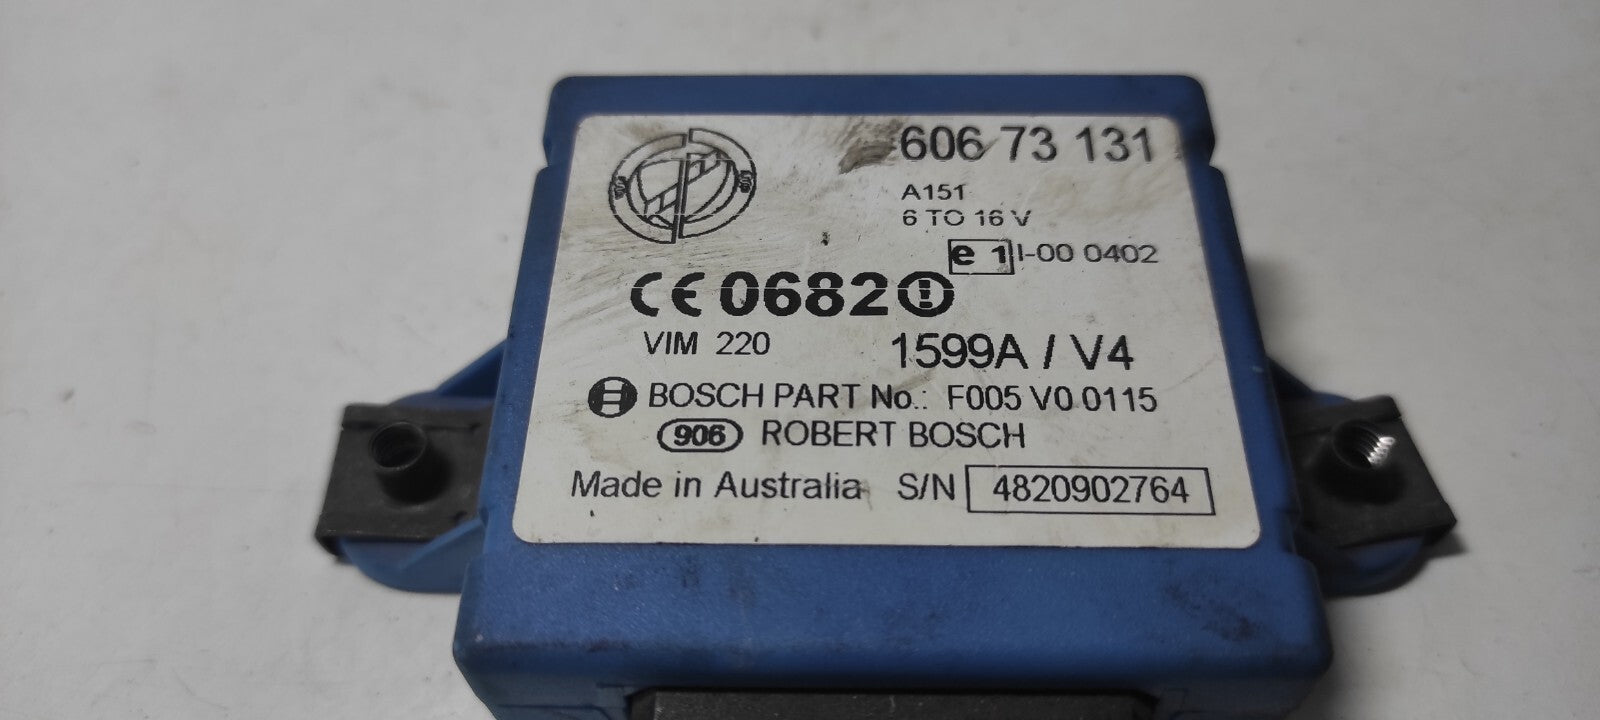 606 73 131
A151
6 TO 16 V
e 1 I-00 0402
CE 0682 !
VIM 220 1599A / V4
BOSCH PART No.: F005 V0 0115
906 ROBERT BOSCH
Made in Australia S/N 4820902764